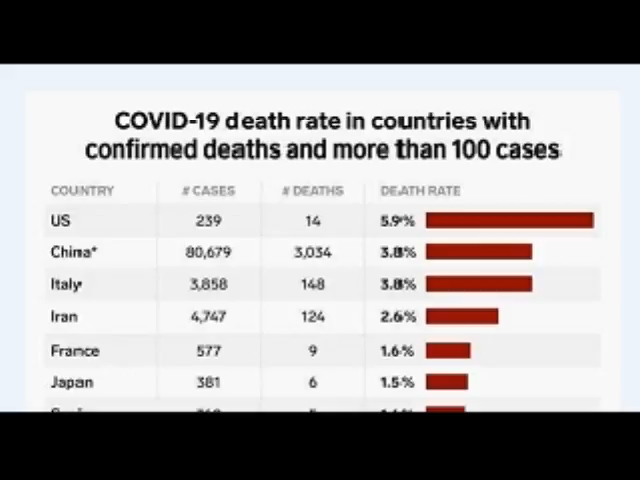 COVID-19 death rate in countries with
confirmed deaths and more than 100 cases
COUNTRY # CASES # DEATHS DEATH RATE
US 239 14 5.9%
China* 80,679 3,034 3.8%
Italy 3,858 148 3.8%
Iran 4,747 124 2.6%
France 577 9 1.6%
Japan 381 6 1.5%